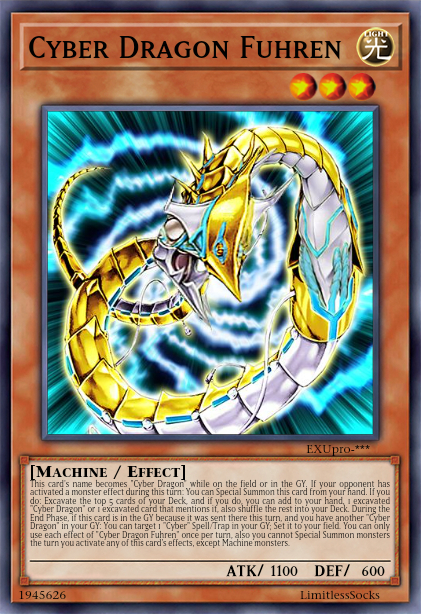 Cyber Dragon Fuhren
LIGHT
光
EXUpro-***
[Machine / Effect]
This card's name becomes "Cyber Dragon" while on the field or in the GY. If your opponent has
activated a monster effect during this turn: You can Special Summon this card from your hand. If you
do: Excavate the top 5 cards of your Deck, and if you do, you can add to your hand, 1 excavated
"Cyber Dragon" or 1 excavated card that mentions it, also shuffle the rest into your Deck. During the
End Phase, if this card is in the GY because it was sent there this turn, and you have another "Cyber
Dragon" in your GY: You can target 1 "Cyber" Spell/Trap in your GY; Set it to your field. You can only
use each effect of "Cyber Dragon Fuhren" once per turn, also you cannot Special Summon monsters
the turn you activate any of this card's effects, except Machine monsters.
ATK/ 1100 DEF/ 600
1945626 LimitlessSocks